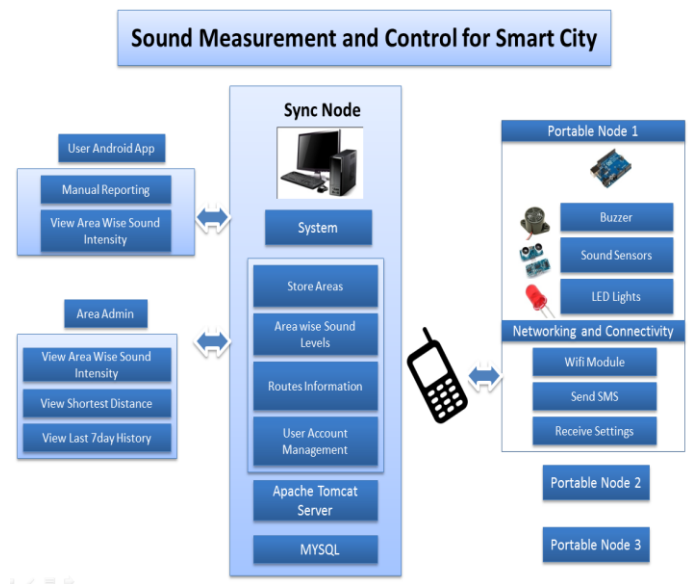 Sound Measurement and Control for Smart City
Sync Node
System
Store Areas
Area wise Sound
Levels
Routes Information
User Account
Management
Apache Tomcat
Server
MYSQL
User Android App
Manual Reporting
View Area Wise Sound
Intensity
Area Admin
View Area Wise Sound
Intensity
View Shortest Distance
View Last 7day History
Portable Node 1
Buzzer
Sound Sensors
LED Lights
Networking and Connectivity
Wifi Module
Send SMS
Receive Settings
Portable Node 2
Portable Node 3